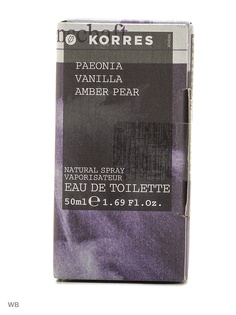 KORRES
PAEONIA
VANILLA
AMBER PEAR
NATURAL SPRAY
VAPORISATEUR
EAU DE TOILETTE
50ml ℮ 1.69 Fl.Oz.
WB